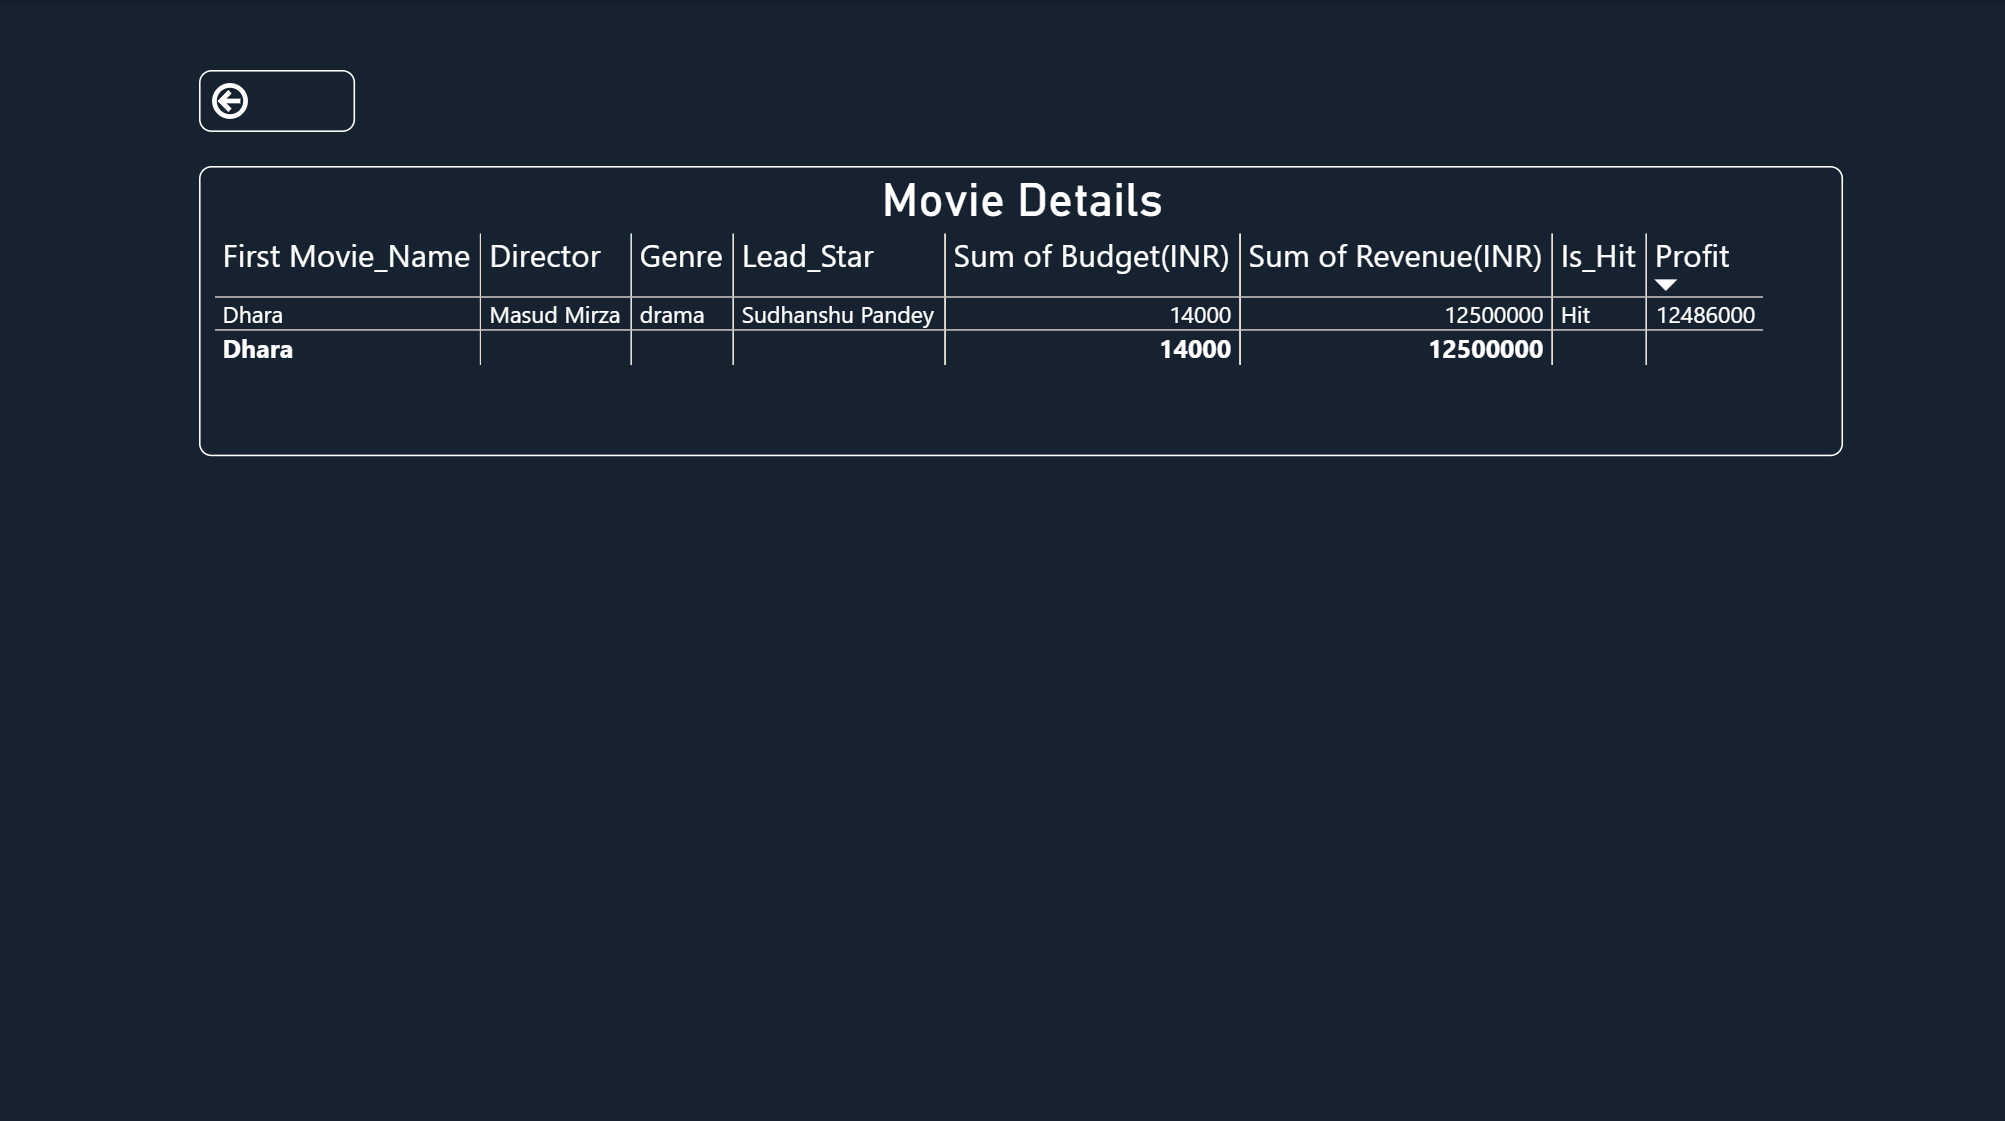 Movie Details
First Movie_Name Director Genre Lead_Star Sum of Budget(INR) Sum of Revenue(INR) Is_Hit Profit
Dhara Masud Mirza drama Sudhanshu Pandey 14000 12500000 Hit 12486000
Dhara 14000 12500000